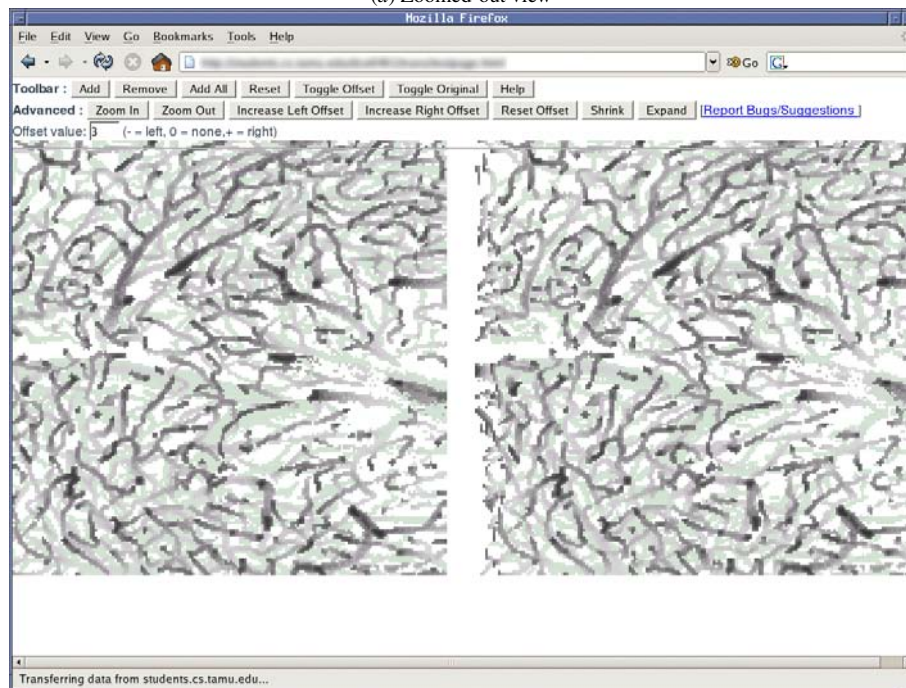 (a) Zoomed-out view
Mozilla Firefox
File Edit View Go Bookmarks Tools Help
Go
Toolbar : Add Remove Add All Reset Toggle Offset Toggle Original Help
Advanced : Zoom In Zoom Out Increase Left Offset Increase Right Offset Reset Offset Shrink Expand [Report Bugs/Suggestions ]
Offset value: 3 (- = left, 0 = none,+ = right)
Transferring data from students.cs.tamu.edu...